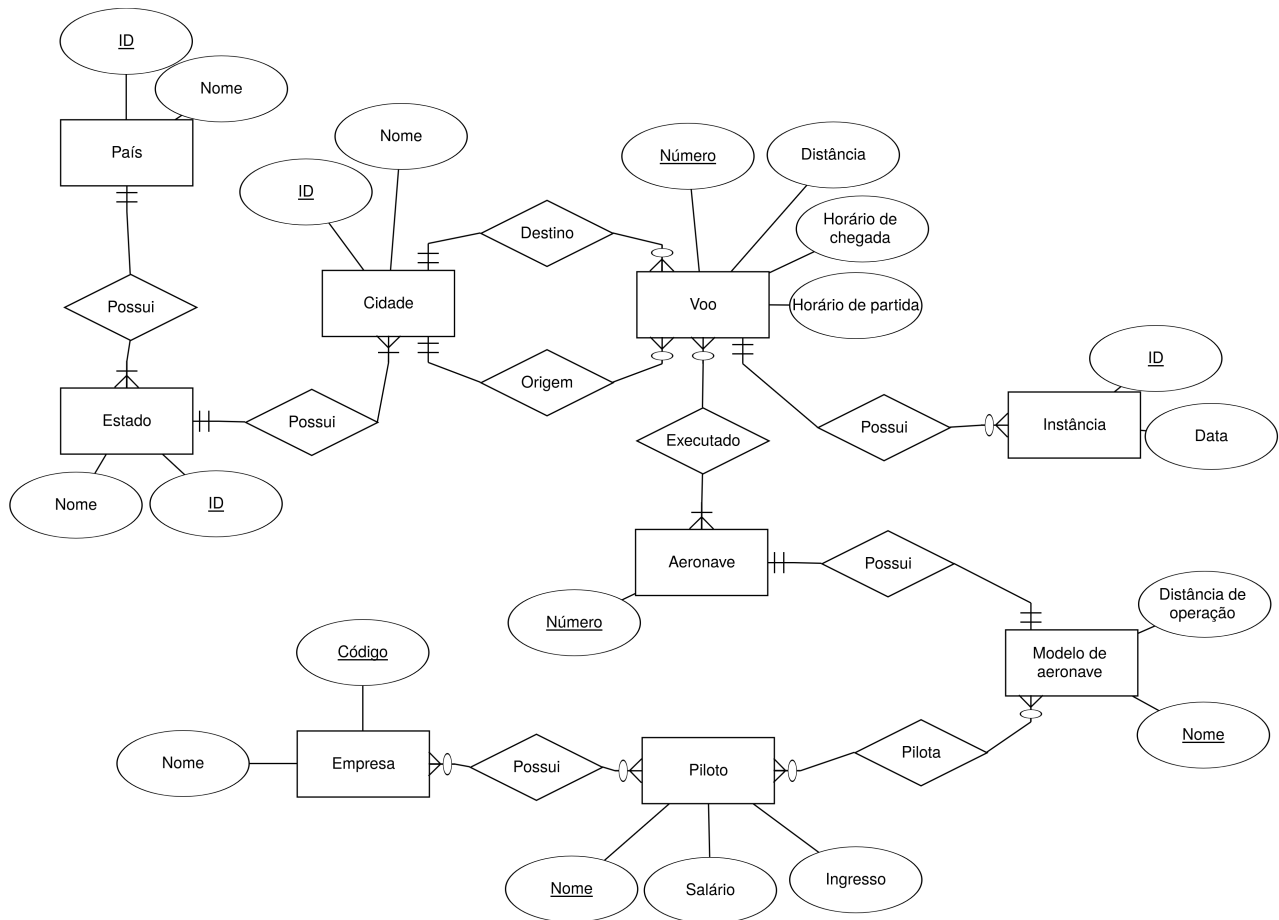 ID
Nome
País
Possui
Estado
Nome
ID
Possui
ID
Nome
Cidade
Destino
Origem
Número
Distância
Horário de
chegada
Horário de partida
Voo
Executado
Possui
ID
Instância
Data
Aeronave
Número
Possui
Distância de
operação
Modelo de
aeronave
Nome
Código
Nome
Empresa
Possui
Piloto
Pilota
Nome
Salário
Ingresso